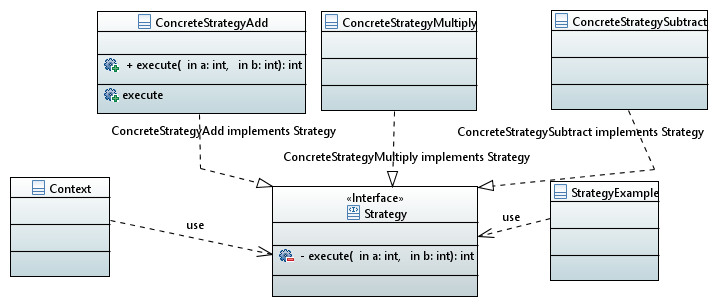 ConcreteStrategyAdd
+ execute( in a: int, in b: int): int
execute
ConcreteStrategyMultiply
ConcreteStrategySubtract
ConcreteStrategyAdd implements Strategy
ConcreteStrategyMultiply implements Strategy
ConcreteStrategySubtract implements Strategy
Context
use
«Interface»
Strategy
- execute( in a: int, in b: int): int
use
StrategyExample